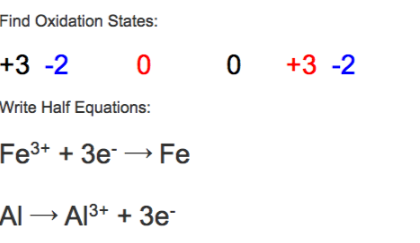 Find Oxidation States:
+3 -2 0 0 +3 -2
Write Half Equations:
Fe³⁺ + 3e⁻ ⟶ Fe
Al ⟶ Al³⁺ + 3e⁻